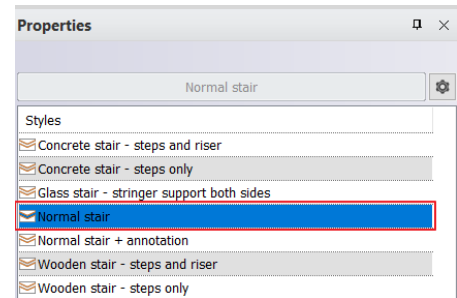 Properties
Normal stair
Styles
Concrete stair - steps and riser
Concrete stair - steps only
Glass stair - stringer support both sides
Normal stair
Normal stair + annotation
Wooden stair - steps and riser
Wooden stair - steps only